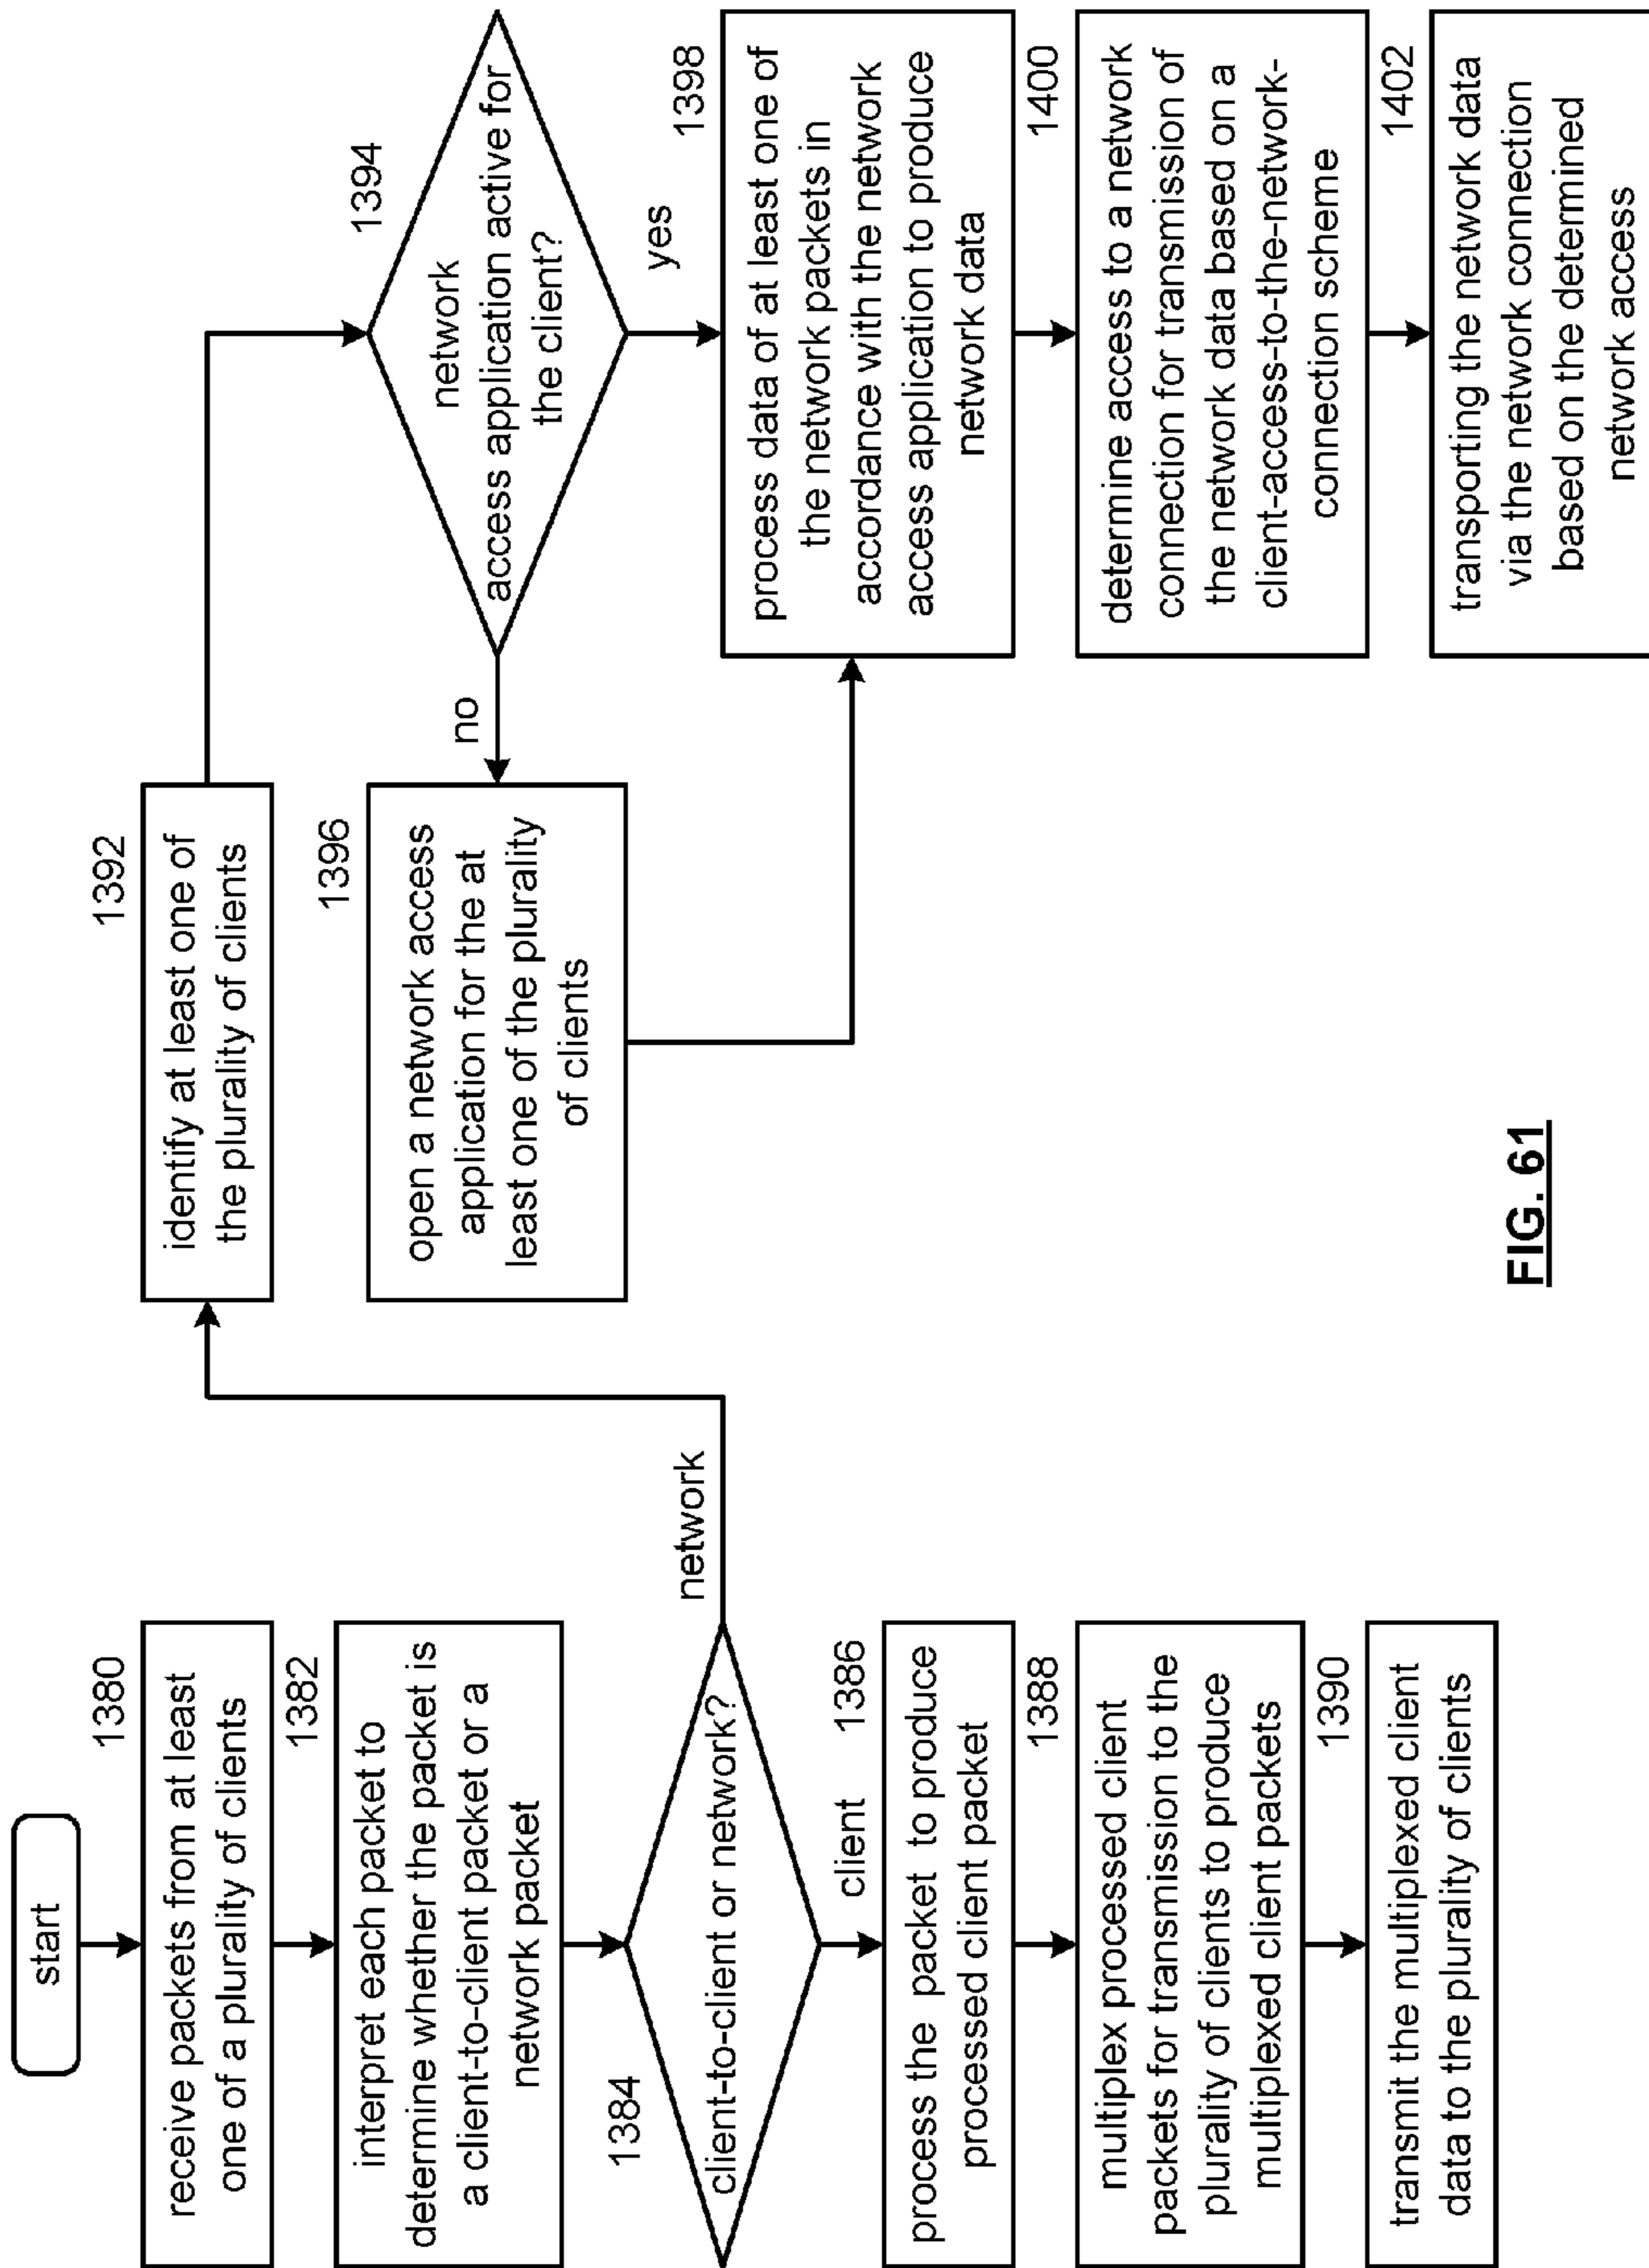 start
1380
receive packets from at least
one of a plurality of clients
1382
interpret each packet to
determine whether the packet is
a client-to-client packet or a
network packet
1384
client-to-client or network?
network
client
1386
process the packet to produce
processed client packet
1388
multiplex processed client
packets for transmission to the
plurality of clients to produce
multiplexed client packets
1390
transmit the multiplexed client
data to the plurality of clients
1392
identify at least one of
the plurality of clients
1394
network
access application active for
the client?
no
yes
1396
open a network access
application for the at
least one of the plurality
of clients
1398
process data of at least one of
the network packets in
accordance with the network
access application to produce
network data
1400
determine access to a network
connection for transmission of
the network data based on a
client-access-to-the-network-
connection scheme
1402
transporting the network data
via the network connection
based on the determined
network access
FIG. 61